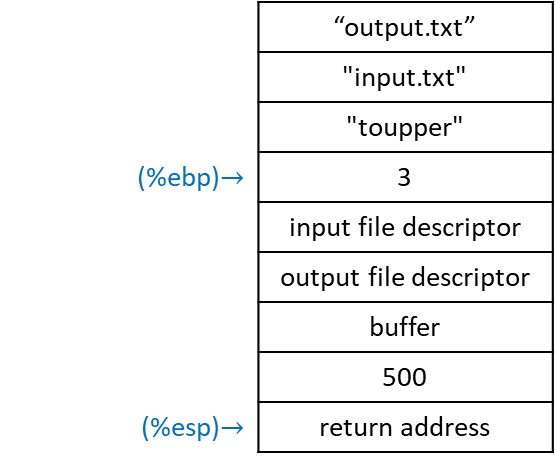 “output.txt”
"input.txt"
"toupper"
(%ebp)→ 3
input file descriptor
output file descriptor
buffer
500
(%esp)→ return address